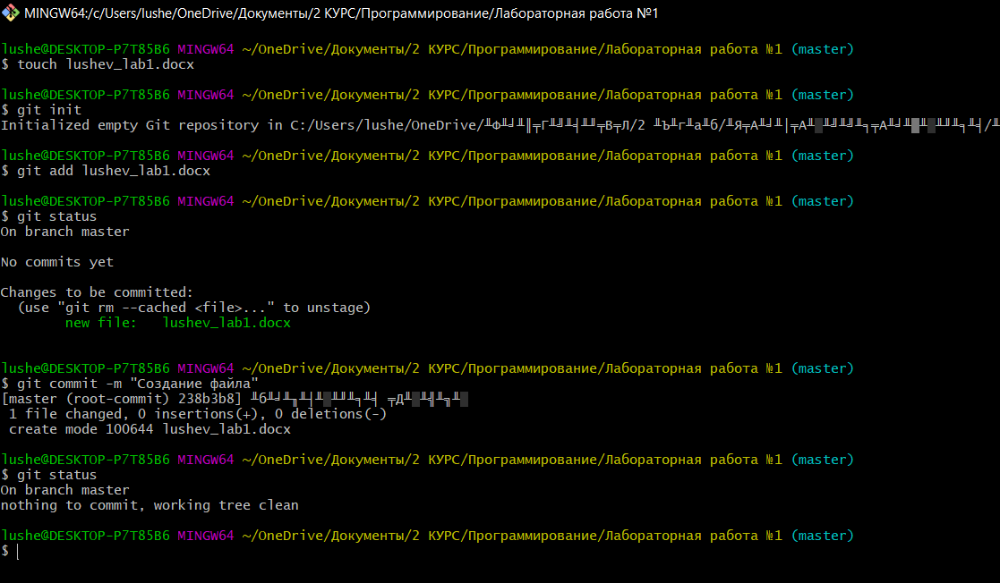 MINGW64:/c/Users/lushe/OneDrive/Документы/2 КУРС/Программирование/Лабораторная работа №1
lushe@DESKTOP-P7T85B6 MINGW64 ~/OneDrive/Документы/2 КУРС/Программирование/Лабораторная работа №1 (master)
$ touch lushev_lab1.docx
lushe@DESKTOP-P7T85B6 MINGW64 ~/OneDrive/Документы/2 КУРС/Программирование/Лабораторная работа №1 (master)
$ git init
Initialized empty Git repository in C:/Users/lushe/OneDrive/
lushe@DESKTOP-P7T85B6 MINGW64 ~/OneDrive/Документы/2 КУРС/Программирование/Лабораторная работа №1 (master)
$ git add lushev_lab1.docx
lushe@DESKTOP-P7T85B6 MINGW64 ~/OneDrive/Документы/2 КУРС/Программирование/Лабораторная работа №1 (master)
$ git status
On branch master
No commits yet
Changes to be committed:
(use "git rm --cached <file>..." to unstage)
new file: lushev_lab1.docx
lushe@DESKTOP-P7T85B6 MINGW64 ~/OneDrive/Документы/2 КУРС/Программирование/Лабораторная работа №1 (master)
$ git commit -m "Создание файла"
[master (root-commit) 238b3b8]
1 file changed, 0 insertions(+), 0 deletions(-)
create mode 100644 lushev_lab1.docx
lushe@DESKTOP-P7T85B6 MINGW64 ~/OneDrive/Документы/2 КУРС/Программирование/Лабораторная работа №1 (master)
$ git status
On branch master
nothing to commit, working tree clean
lushe@DESKTOP-P7T85B6 MINGW64 ~/OneDrive/Документы/2 КУРС/Программирование/Лабораторная работа №1 (master)
$